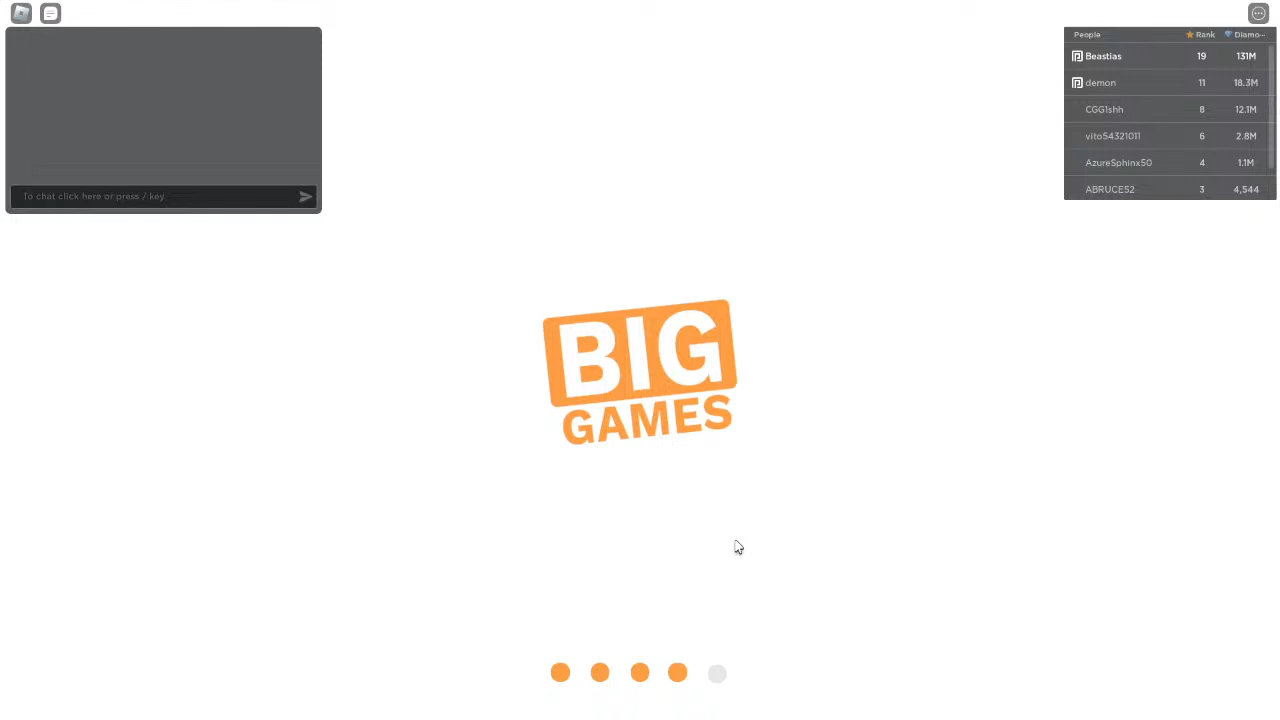 People Rank Diamo--
Beastias 19 131M
demon 11 18.3M
CGG1shh 8 12.1M
vito54321011 6 2.8M
AzureSphinx50 4 1.1M
ABRUCE52 3 4,544
To chat click here or press / key
BIG
GAMES